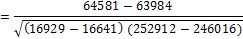 = 64581 − 63984 / √(16929 − 16641) (252912 − 246016)